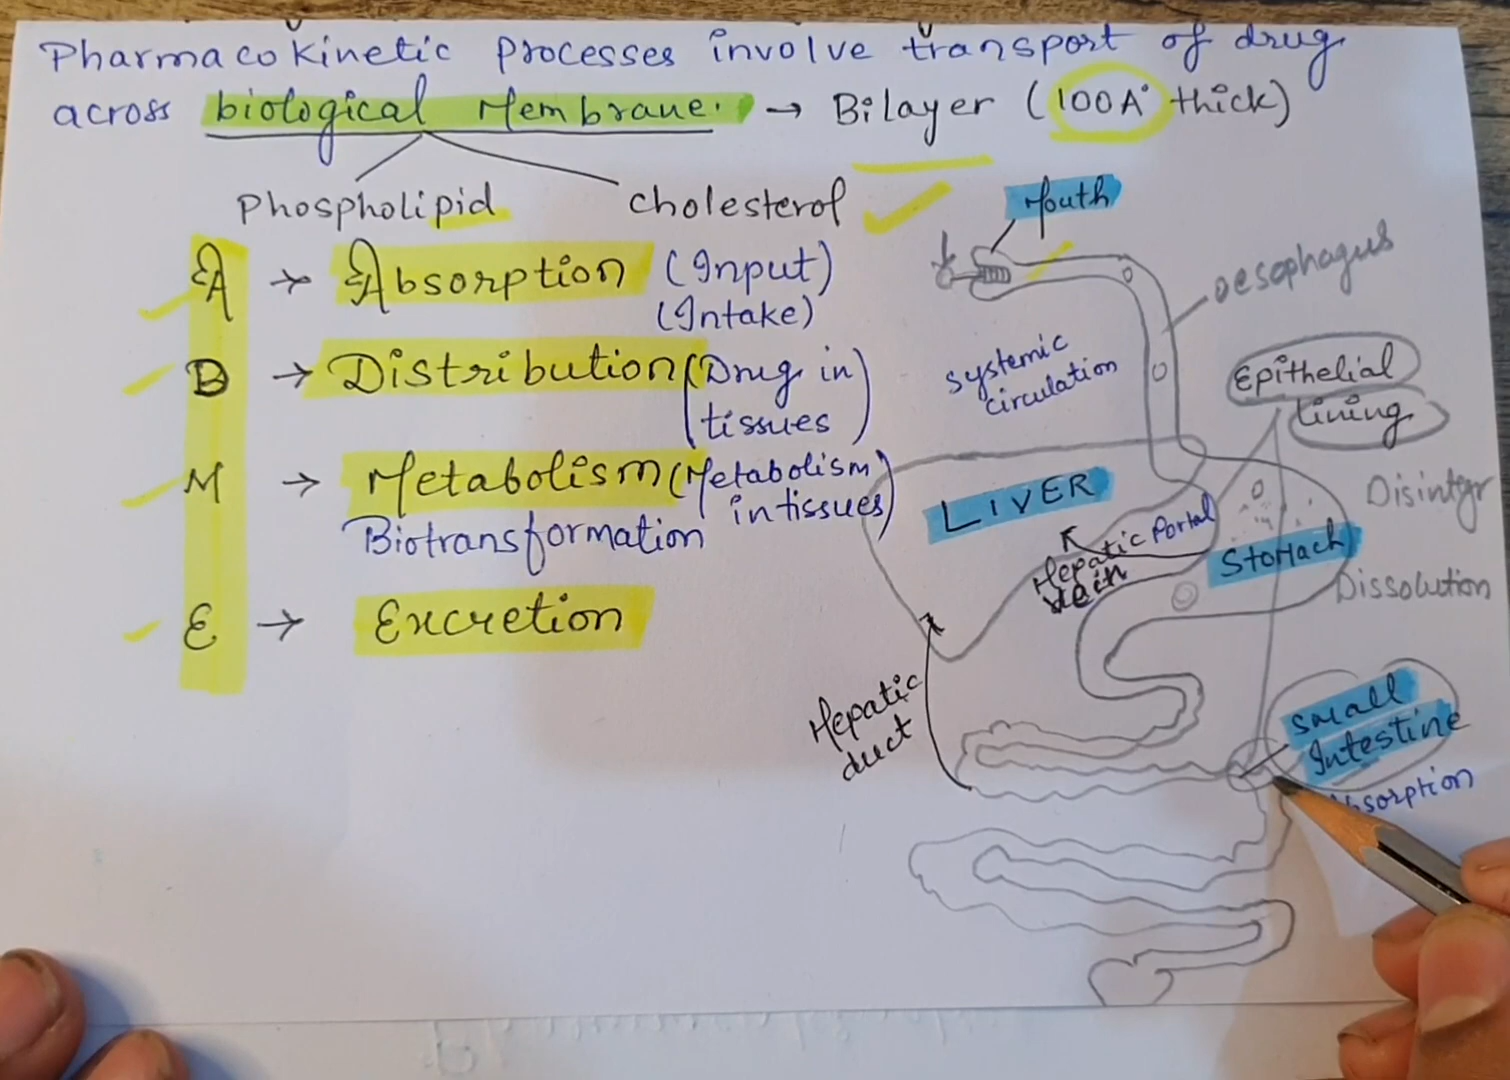 Pharmacokinetic processes involve transport of drug
across biological Membrane. → Bilayer (100A° thick)
Phospholipid
cholesterol
A → Absorption (Input)
(Intake)
D → Distribution (Drug in
tissues)
M → Metabolism (Metabolism
in tissues)
Biotransformation
E → Excretion
Mouth
oesophagus
systemic
circulation
Epithelial
lining
LIVER
Disintegr
Hepatic Portal
vein
Stomach
Dissolution
Hepatic
duct
small
Intestine